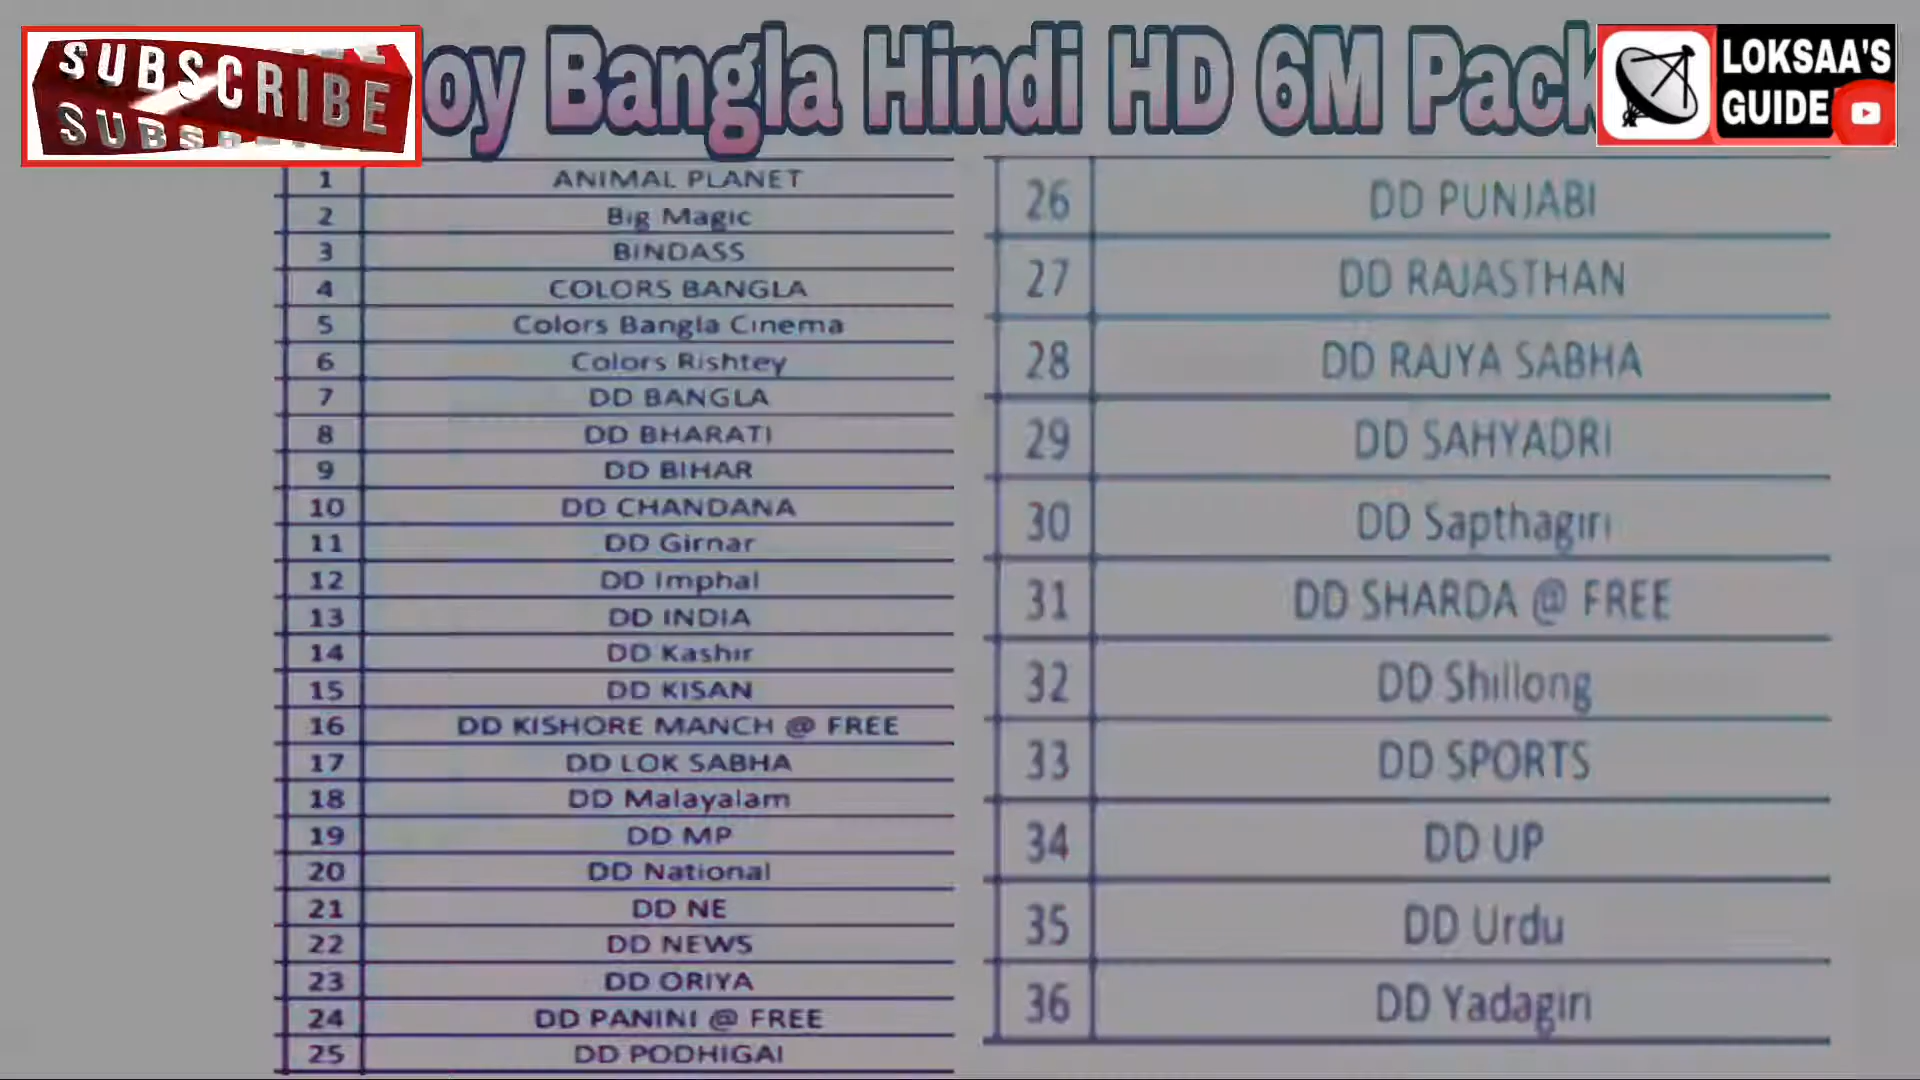 SUBSCRIBE
oy Bangla Hindi HD 6M Pack
LOKSAA'S
GUIDE
1 ANIMAL PLANET
2 Big Magic
3 BINDASS
4 COLORS BANGLA
5 Colors Bangla Cinema
6 Colors Rishtey
7 DD BANGLA
8 DD BHARATI
9 DD BIHAR
10 DD CHANDANA
11 DD Girnar
12 DD Imphal
13 DD INDIA
14 DD Kashir
15 DD KISAN
16 DD KISHORE MANCH @ FREE
17 DD LOK SABHA
18 DD Malayalam
19 DD MP
20 DD National
21 DD NE
22 DD NEWS
23 DD ORIYA
24 DD PANINI @ FREE
25 DD PODHIGAI
26 DD PUNJABI
27 DD RAJASTHAN
28 DD RAJYA SABHA
29 DD SAHYADRI
30 DD Sapthagiri
31 DD SHARDA @ FREE
32 DD Shillong
33 DD SPORTS
34 DD UP
35 DD Urdu
36 DD Yadagiri